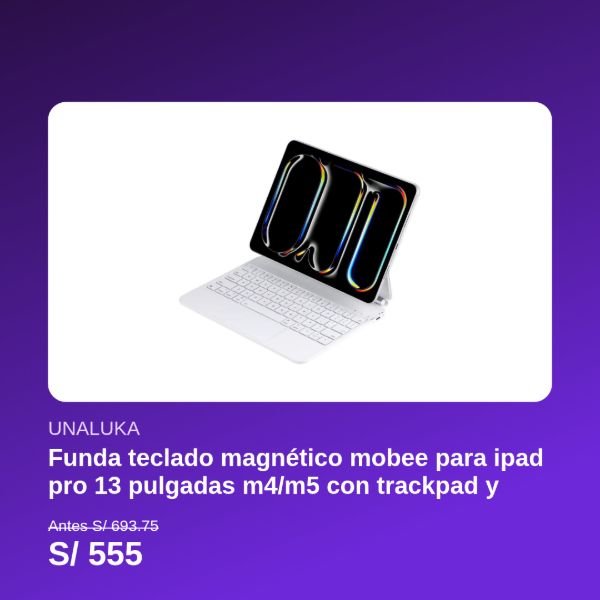 UNALUKA
Funda teclado magnético mobee para ipad
pro 13 pulgadas m4/m5 con trackpad y
Antes S/ 693.75
S/ 555